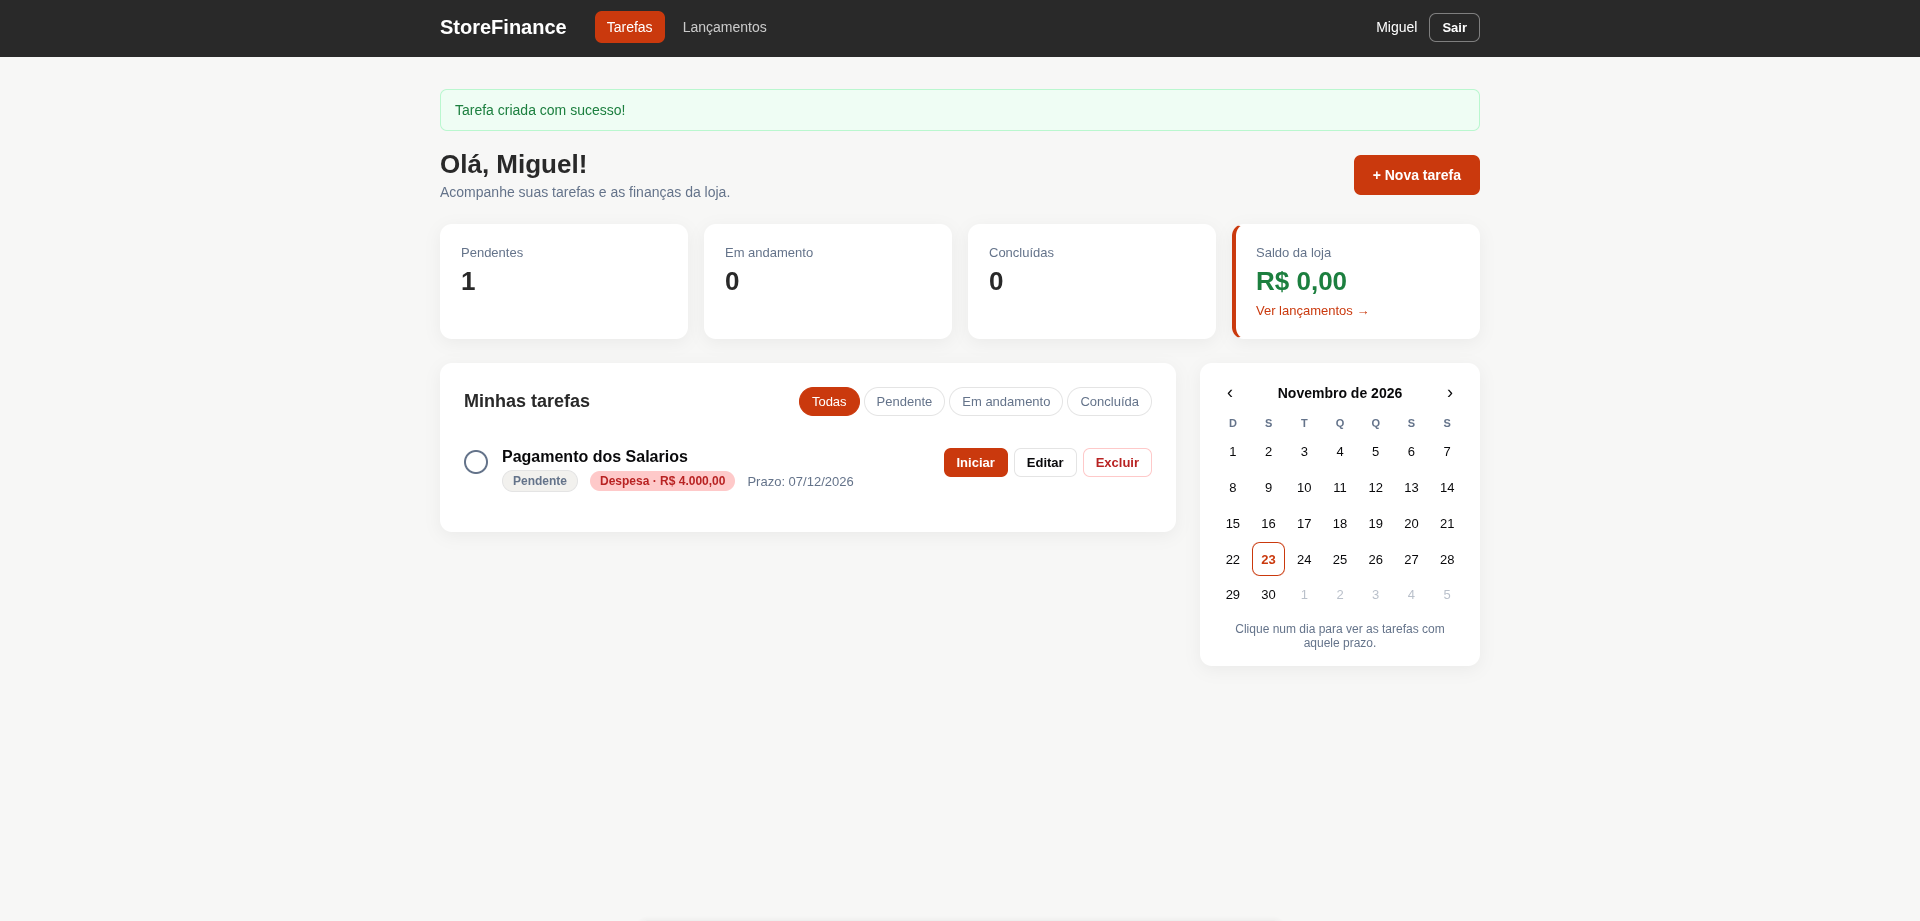 StoreFinance Tarefas Lançamentos Miguel Sair
Tarefa criada com sucesso!
Olá, Miguel!
Acompanhe suas tarefas e as finanças da loja.
+ Nova tarefa
Pendentes
1
Em andamento
0
Concluídas
0
Saldo da loja
R$ 0,00
Ver lançamentos →
Minhas tarefas
Todas Pendente Em andamento Concluída
Pagamento dos Salarios
Pendente Despesa · R$ 4.000,00 Prazo: 07/12/2026
Iniciar Editar Excluir
‹ Novembro de 2026 ›
D S T Q Q S S
1 2 3 4 5 6 7
8 9 10 11 12 13 14
15 16 17 18 19 20 21
22 23 24 25 26 27 28
29 30 1 2 3 4 5
Clique num dia para ver as tarefas com
aquele prazo.